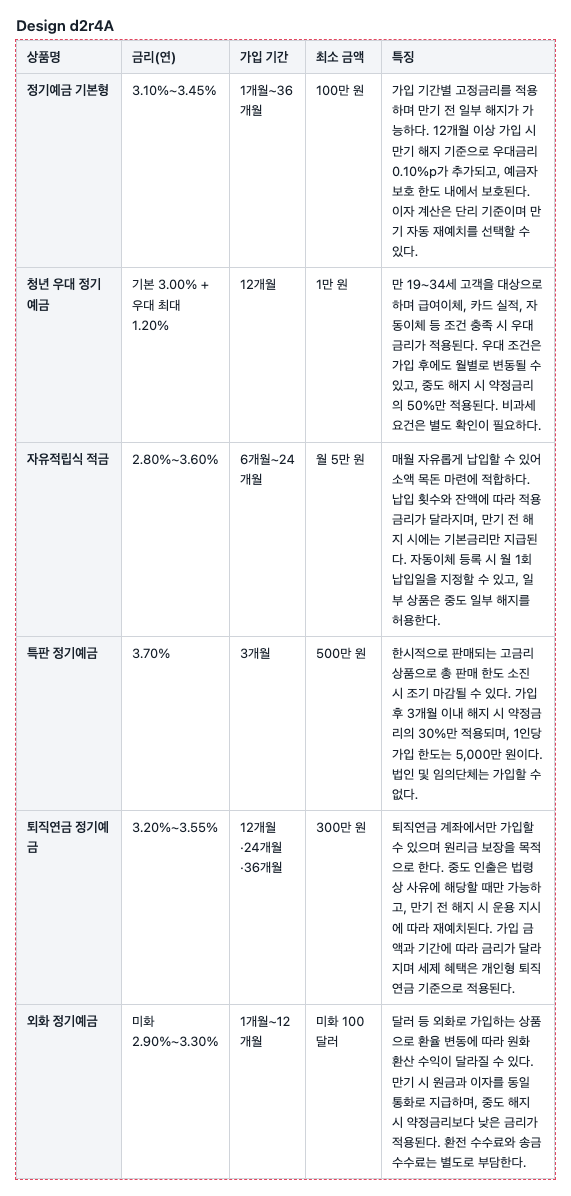 Design d2r4A
상품명 금리(연) 가입 기간 최소 금액 특징
정기예금 기본형 3.10%~3.45% 1개월~36 100만 원 가입 기간별 고정금리를 적용
개월 하며 만기 전 일부 해지가 가
능하다. 12개월 이상 가입 시
만기 해지 기준으로 우대금리
0.10%p가 추가되고, 예금자
보호 한도 내에서 보호된다.
이자 계산은 단리 기준이며 만
기 자동 재예치를 선택할 수
있다.
청년 우대 정기 기본 3.00% + 12개월 1만 원 만 19~34세 고객을 대상으로
예금 우대 최대 하며 급여이체, 카드 실적, 자
1.20% 동이체 등 조건 충족 시 우대
금리가 적용된다. 우대 조건은
가입 후에도 월별로 변동될 수
있고, 중도 해지 시 약정금리
의 50%만 적용된다. 비과세
요건은 별도 확인이 필요하다.
자유적립식 적금 2.80%~3.60% 6개월~24 월 5만 원 매월 자유롭게 납입할 수 있어
개월 소액 목돈 마련에 적합하다.
납입 횟수와 잔액에 따라 적용
금리가 달라지며, 만기 전 해
지 시에는 기본금리만 지급된
다. 자동이체 등록 시 월 1회
납입일을 지정할 수 있고, 일
부 상품은 중도 일부 해지를
허용한다.
특판 정기예금 3.70% 3개월 500만 원 한시적으로 판매되는 고금리
상품으로 총 판매 한도 소진
시 조기 마감될 수 있다. 가입
후 3개월 이내 해지 시 약정금
리의 30%만 적용되며, 1인당
가입 한도는 5,000만 원이다.
법인 및 임의단체는 가입할 수
없다.
퇴직연금 정기예 3.20%~3.55% 12개월 300만 원 퇴직연금 계좌에서만 가입할
금 ·24개월 수 있으며 원리금 보장을 목적
·36개월 으로 한다. 중도 인출은 법령
상 사유에 해당할 때만 가능하
고, 만기 전 해지 시 운용 지시
에 따라 재예치된다. 가입 금
액과 기간에 따라 금리가 달라
지며 세제 혜택은 개인형 퇴직
연금 기준으로 적용된다.
외화 정기예금 미화 1개월~12 미화 100 달러 등 외화로 가입하는 상품
2.90%~3.30% 개월 달러 으로 환율 변동에 따라 원화
환산 수익이 달라질 수 있다.
만기 시 원금과 이자를 동일
통화로 지급하며, 중도 해지
시 약정금리보다 낮은 금리가
적용된다. 환전 수수료와 송금
수수료는 별도로 부담한다.